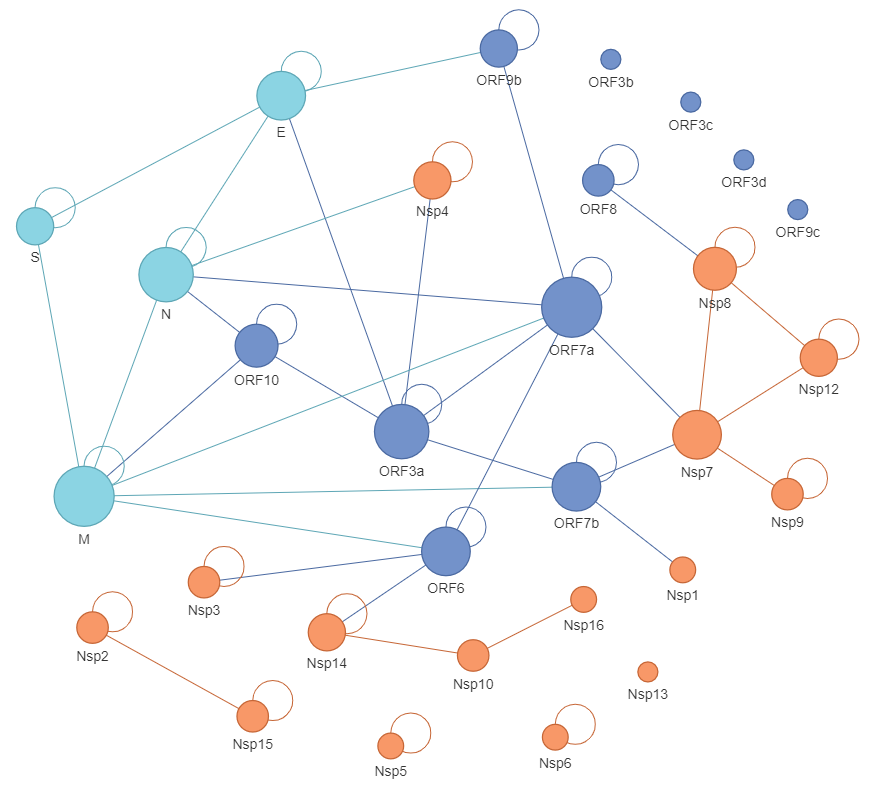 ORF9b
ORF3b
E
ORF3c
ORF3d
Nsp4
ORF8
ORF9c
S
Nsp8
N
ORF7a
ORF10
Nsp12
ORF3a
Nsp7
Nsp9
ORF7b
M
ORF6
Nsp1
Nsp3
Nsp16
Nsp2
Nsp14
Nsp10
Nsp13
Nsp15
Nsp6
Nsp5